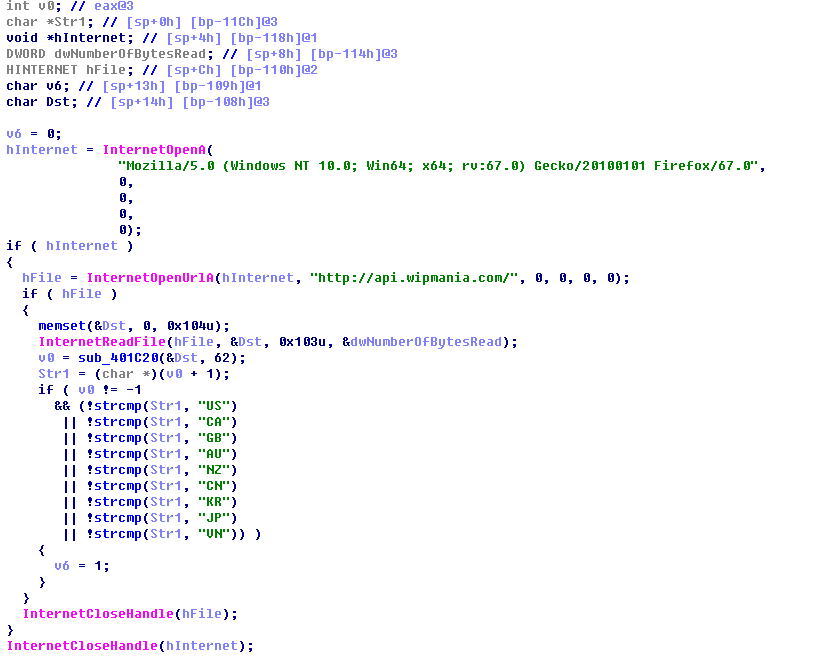 int v0; // eax@3
char *Str1; // [sp+0h] [bp-11Ch]@3
void *hInternet; // [sp+4h] [bp-118h]@1
DWORD dwNumberOfBytesRead; // [sp+8h] [bp-114h]@3
HINTERNET hFile; // [sp+Ch] [bp-110h]@2
char v6; // [sp+13h] [bp-109h]@1
char Dst; // [sp+14h] [bp-108h]@3
v6 = 0;
hInternet = InternetOpenA(
"Mozilla/5.0 (Windows NT 10.0; Win64; x64; rv:67.0) Gecko/20100101 Firefox/67.0",
0,
0,
0,
0);
if ( hInternet )
{
hFile = InternetOpenUrlA(hInternet, "http://api.wipmania.com/", 0, 0, 0, 0);
if ( hFile )
{
memset(&Dst, 0, 0x104u);
InternetReadFile(hFile, &Dst, 0x103u, &dwNumberOfBytesRead);
v0 = sub_401C20(&Dst, 62);
Str1 = (char *)(v0 + 1);
if ( v0 != -1
&& (!strcmp(Str1, "US")
|| !strcmp(Str1, "CA")
|| !strcmp(Str1, "GB")
|| !strcmp(Str1, "AU")
|| !strcmp(Str1, "NZ")
|| !strcmp(Str1, "CN")
|| !strcmp(Str1, "KR")
|| !strcmp(Str1, "JP")
|| !strcmp(Str1, "VN")) )
{
v6 = 1;
}
}
InternetCloseHandle(hFile);
}
InternetCloseHandle(hInternet);